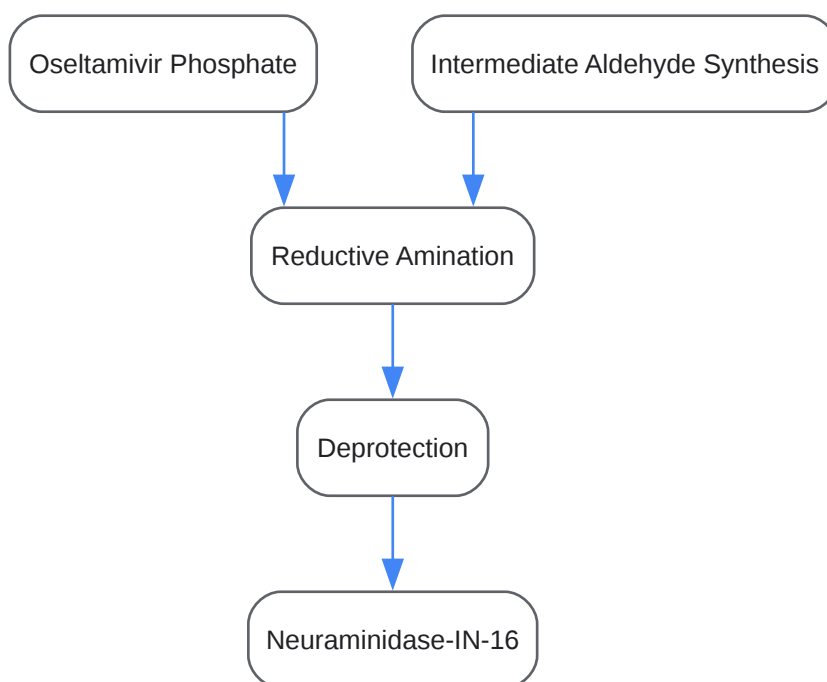 Oseltamivir Phosphate
Intermediate Aldehyde Synthesis
Reductive Amination
Deprotection
Neuraminidase-IN-16